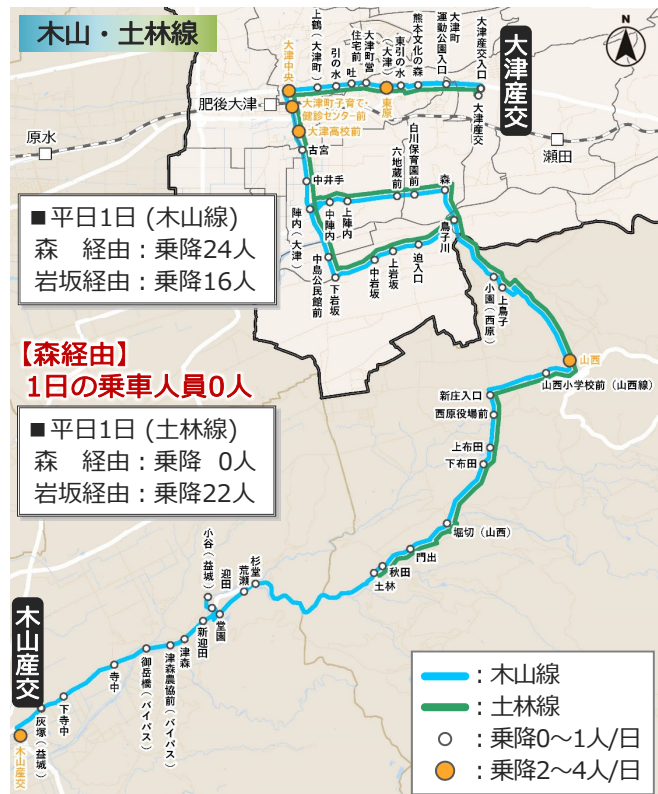 木山・土林線
N
大津中央
上鶴（大津町）
引の水
吐
住宅前
大津町営
東原
東引の水（大津）
熊本文化の森
運動公園入口
大津町
大津産交入口
大津産交
大津産交
肥後大津
大津町子育て・
健診センター前
大津高校前
原水
瀬田
古宮
中井手
陣内（大津）
中陣内
上陣内
六地蔵前
白川保育園前
森
鳥子川
中島公民館前
下岩坂
中岩坂
上岩坂
迫入口
小園（西原）
上鳥子
山西
山西小学校前（山西線）
新庄入口
西原役場前
上布田
下布田
堀切（山西）
門出
秋田
土林
■平日1日 (木山線)
森　経由：乗降24人
岩坂経由：乗降16人
【森経由】
1日の乗車人員0人
■平日1日 (土林線)
森　経由：乗降 0人
岩坂経由：乗降22人
杉堂
荒瀬
迎田
小谷（益城）
堂園
新迎田
津森
津森農協前（バイパス）
御岳橋（バイパス）
寺中
下寺中
灰塚（益城）
木山産交
木山産交
：木山線
：土林線
：乗降0～1人/日
：乗降2～4人/日